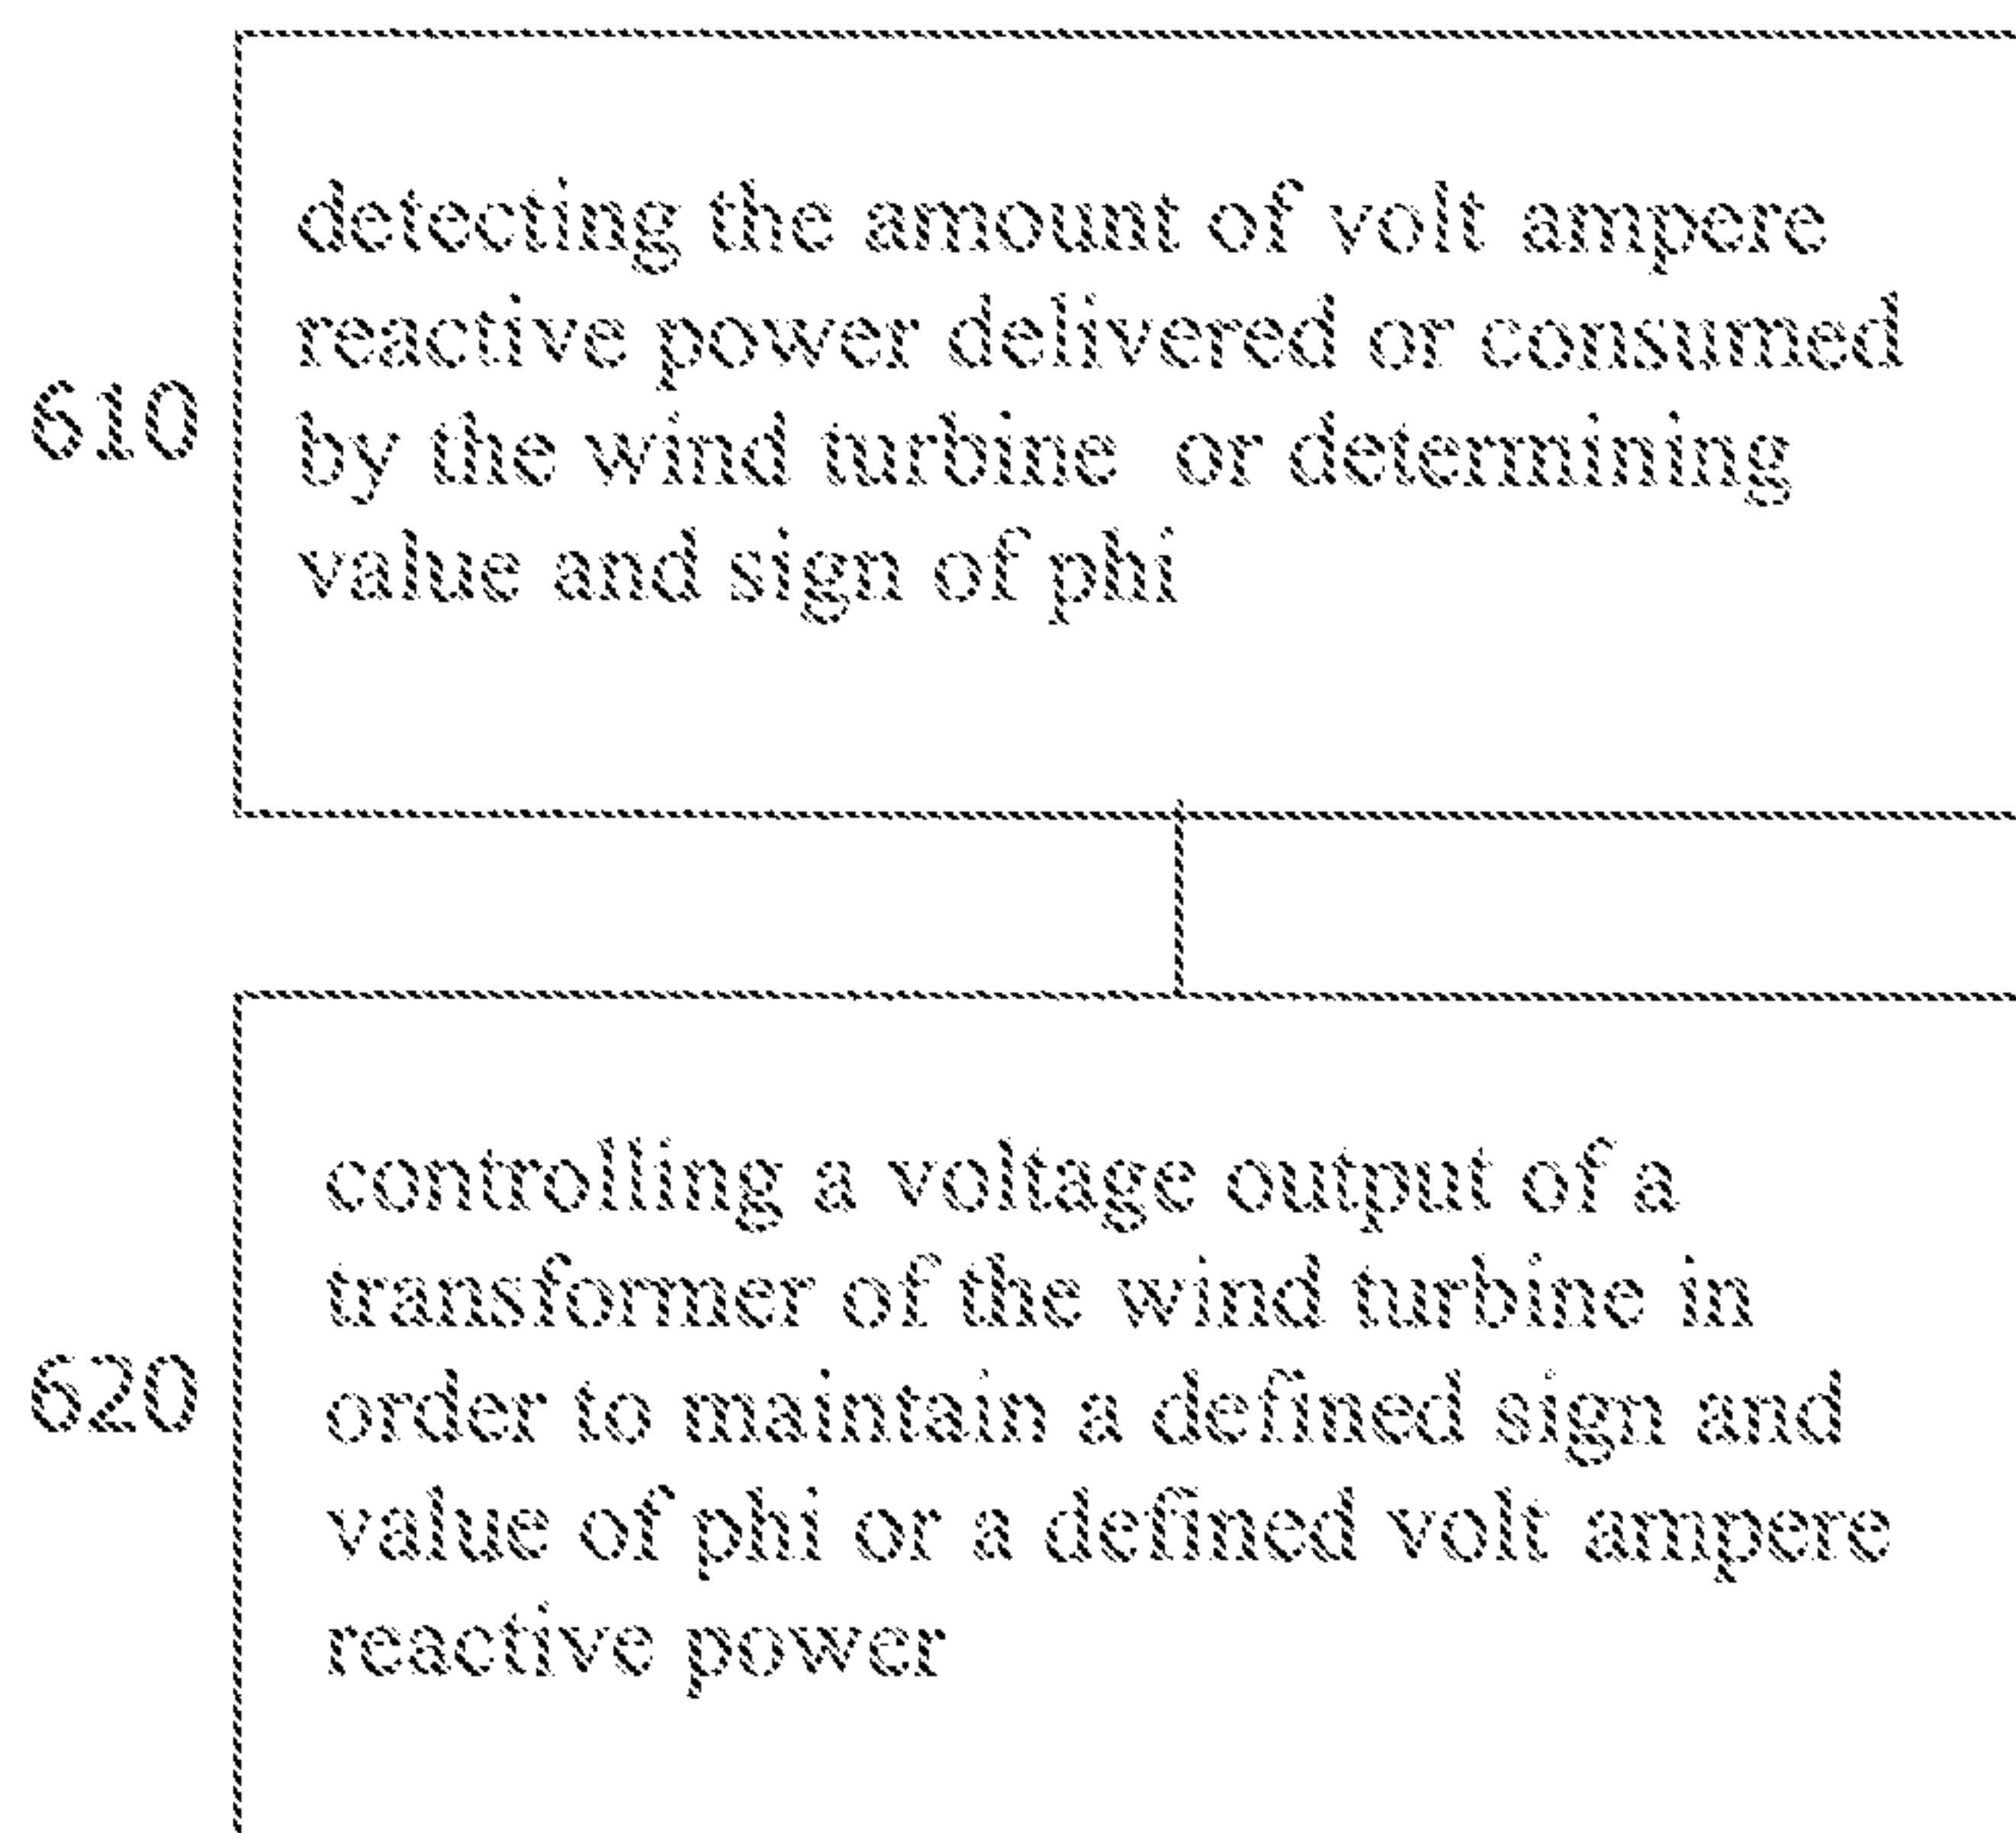 detecting the amount of volt ampere
reactive power delivered or consumed
610
by the wind turbine or determining
value and sign of phi
controlling a voltage output of a
transformer of the wind turbine in
620
order to maintain a defined sign and
value of phi or a defined volt ampere
reactive power